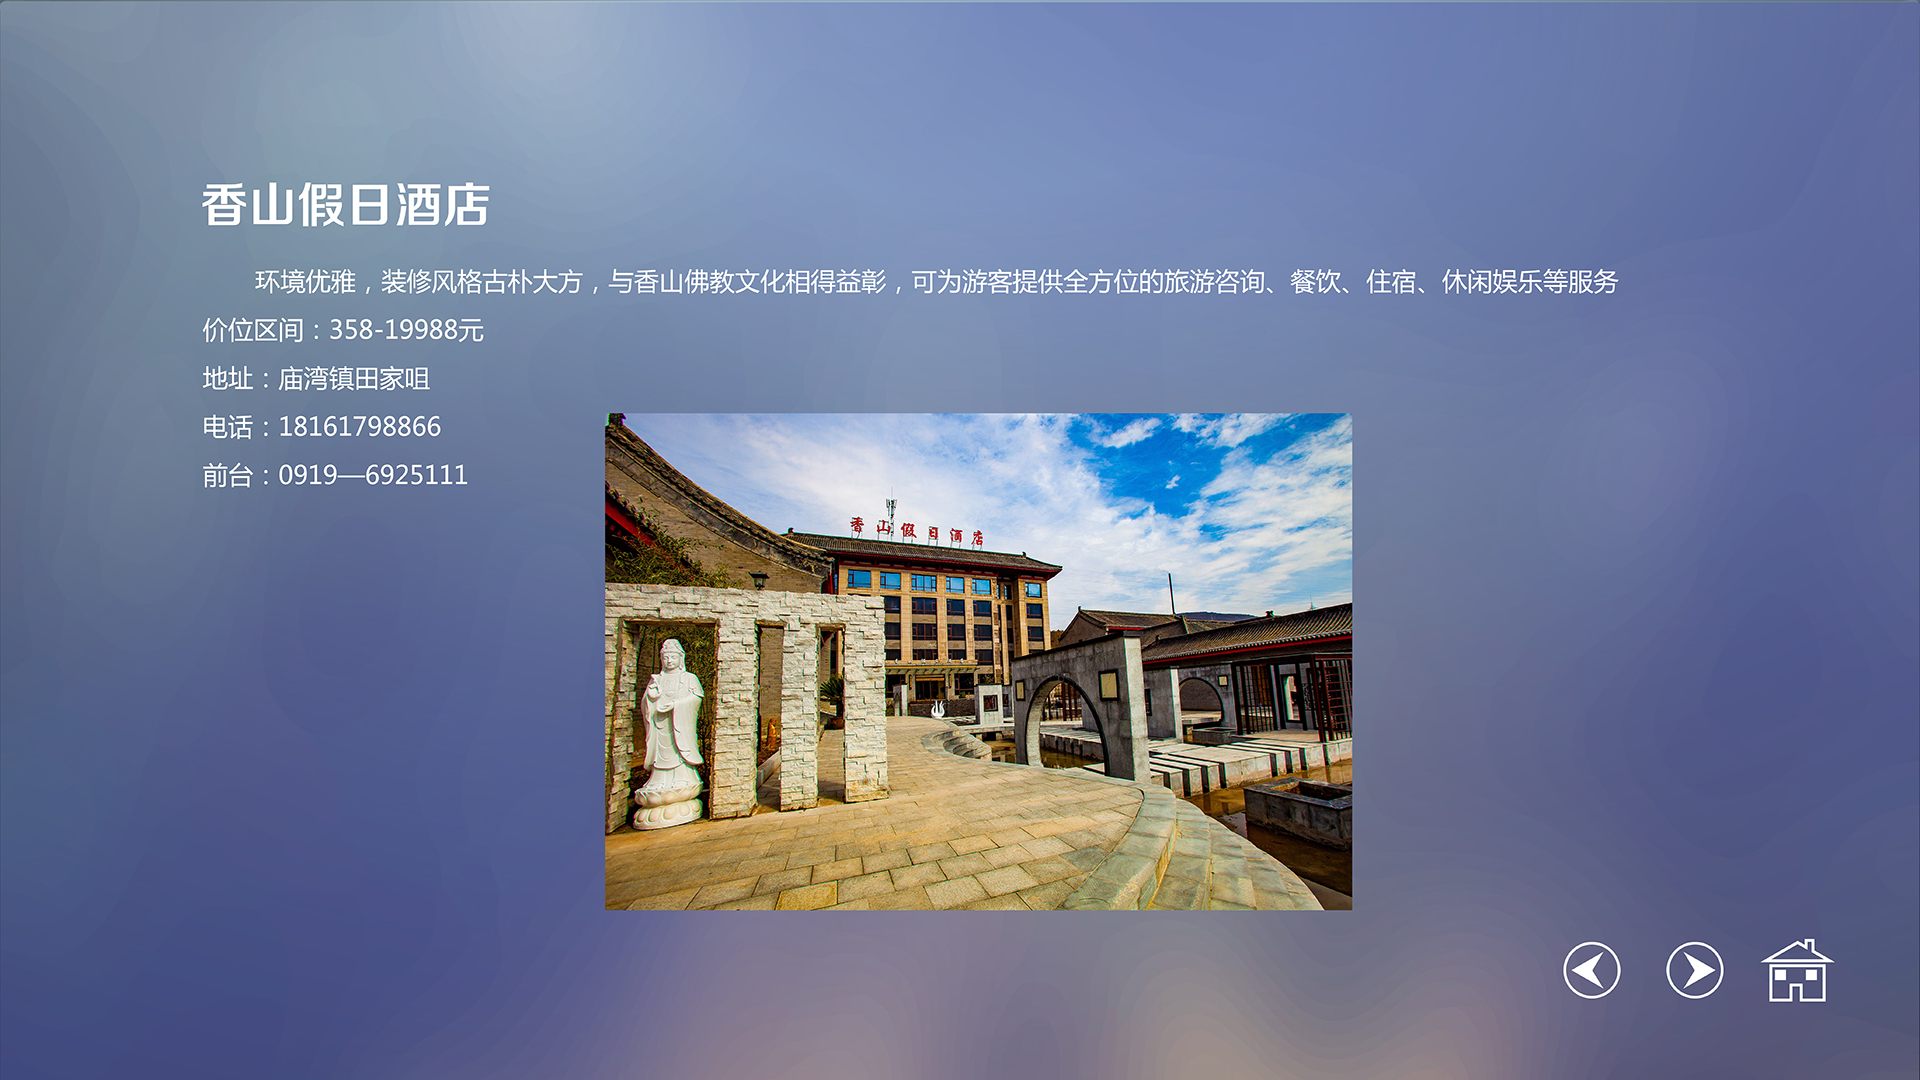 香山假日酒店
环境优雅，装修风格古朴大方，与香山佛教文化相得益彰，可为游客提供全方位的旅游咨询、餐饮、住宿、休闲娱乐等服务
价位区间：358-19988元
地址：庙湾镇田家咀
电话：18161798866
前台：0919—6925111
香山假日酒店